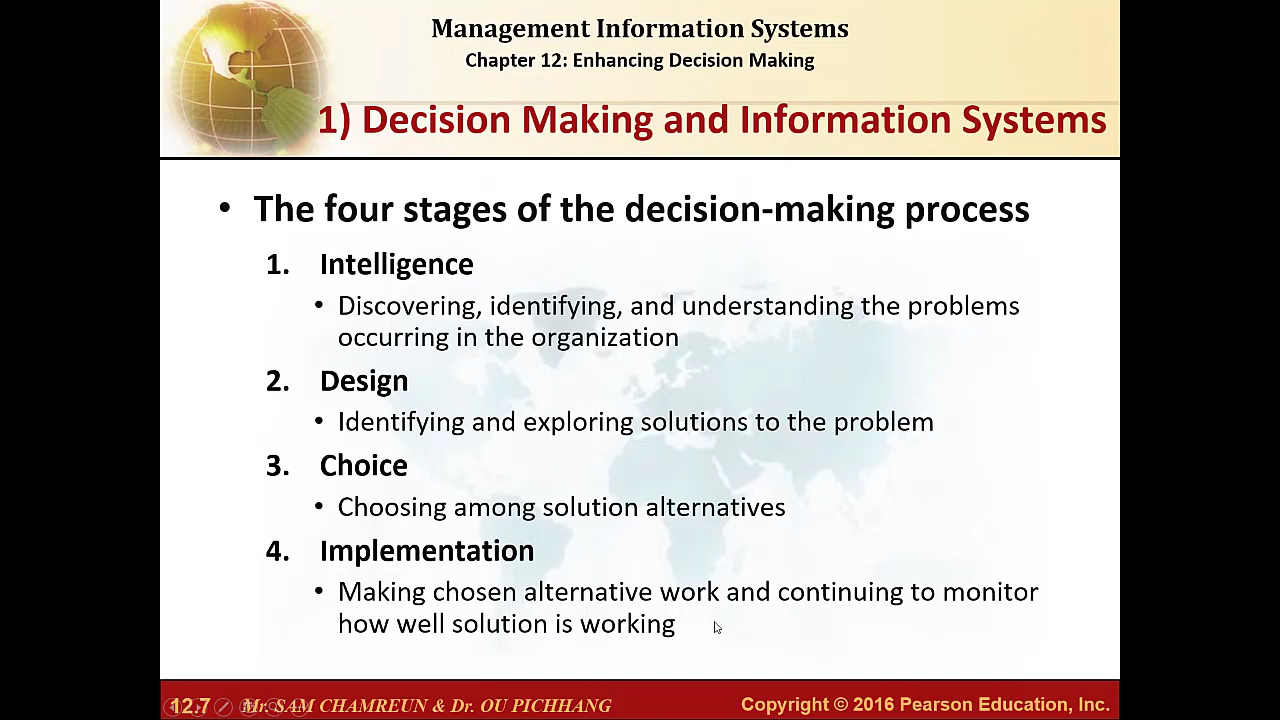 Management Information Systems
Chapter 12: Enhancing Decision Making
1) Decision Making and Information Systems
• The four stages of the decision-making process
1. Intelligence
• Discovering, identifying, and understanding the problems
occurring in the organization
2. Design
• Identifying and exploring solutions to the problem
3. Choice
• Choosing among solution alternatives
4. Implementation
• Making chosen alternative work and continuing to monitor
how well solution is working
12.7 Mr. SAM CHAMREUN & Dr. OU PICHHANG Copyright © 2016 Pearson Education, Inc.